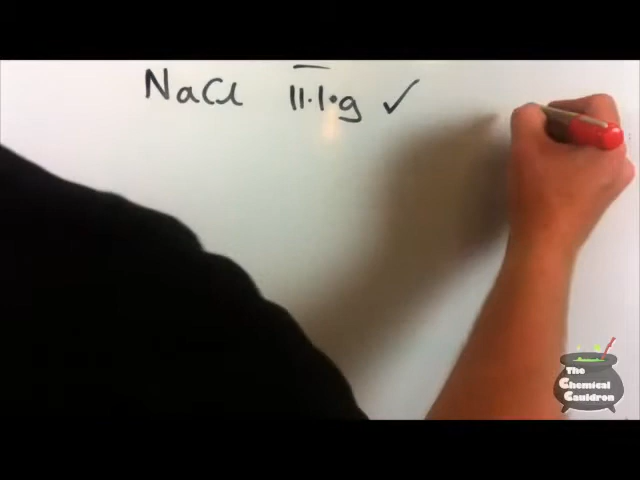 NaCl 11.1.g ✓
The
Chemical
Cauldron